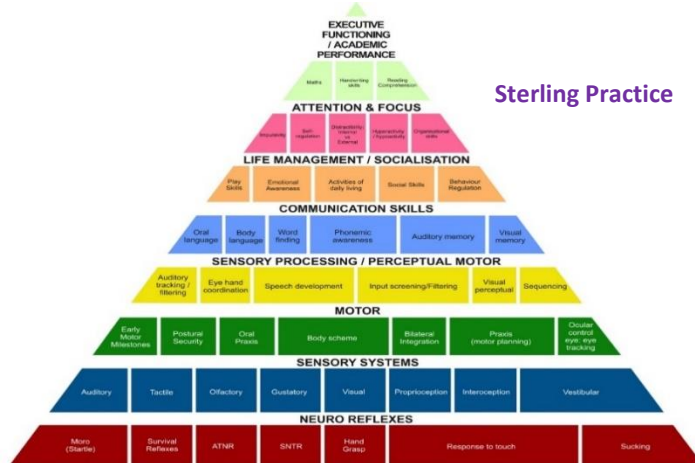 EXECUTIVE
FUNCTIONING
/ ACADEMIC
PERFORMANCE
Sterling Practice
Maths Handwriting skills Reading Comprehension
ATTENTION & FOCUS
Impulsivity Self-regulation Distractibility: Internal vs External Hyperactivity / hypoactivity Organisational skills
LIFE MANAGEMENT / SOCIALISATION
Play Skills Emotional Awareness Activities of daily living Social Skills Behaviour Regulation
COMMUNICATION SKILLS
Oral language Body language Word finding Phonemic awareness Auditory memory Visual memory
SENSORY PROCESSING / PERCEPTUAL MOTOR
Auditory tracking / filtering Eye hand coordination Speech development Input screening/Filtering Visual perceptual Sequencing
MOTOR
Early Motor Milestones Postural Security Oral Praxis Body scheme Bilateral Integration Praxis (motor planning) Ocular control eye: eye tracking
SENSORY SYSTEMS
Auditory Tactile Olfactory Gustatory Visual Proprioception Interoception Vestibular
NEURO REFLEXES
Moro (Startle) Survival Reflexes ATNR SNTR Hand Grasp Response to touch Sucking